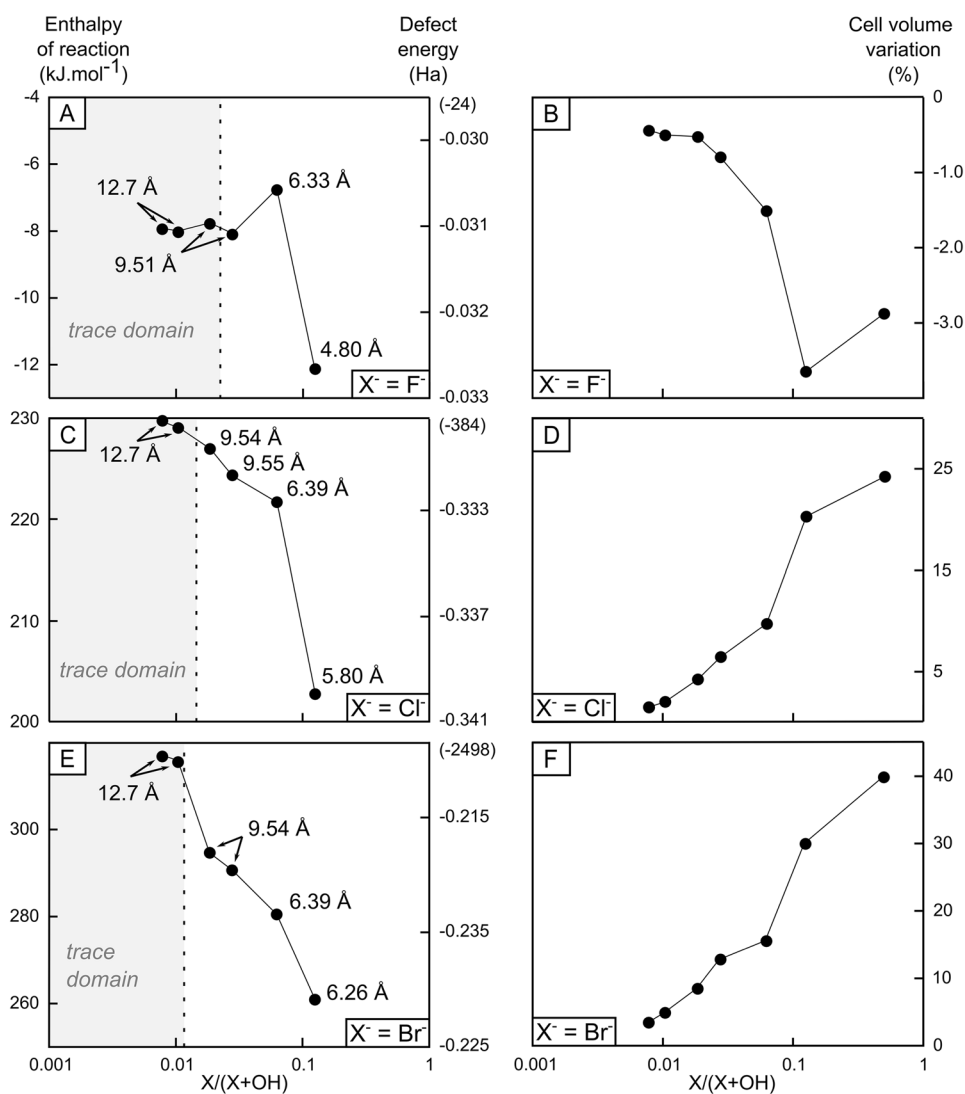 Enthalpy
of reaction
(kJ.mol-1)
Defect
energy
(Ha)
Cell volume
variation
(%)
-4
-6
-8
-10
-12
A
12.7 Å
9.51 Å
6.33 Å
4.80 Å
trace domain
X- = F-
(-24)
-0.030
-0.031
-0.032
-0.033
B
X- = F-
0
-1.0
-2.0
-3.0
230
220
210
200
C
12.7 Å
9.54 Å
9.55 Å
6.39 Å
5.80 Å
trace domain
X- = Cl-
(-384)
-0.333
-0.337
-0.341
D
X- = Cl-
25
15
5
300
280
260
E
12.7 Å
9.54 Å
6.39 Å
6.26 Å
trace
domain
X- = Br-
(-2498)
-0.215
-0.235
-0.225
F
X- = Br-
40
30
20
10
0
0.001
0.01
0.1
1
X/(X+OH)
0.001
0.01
0.1
1
X/(X+OH)